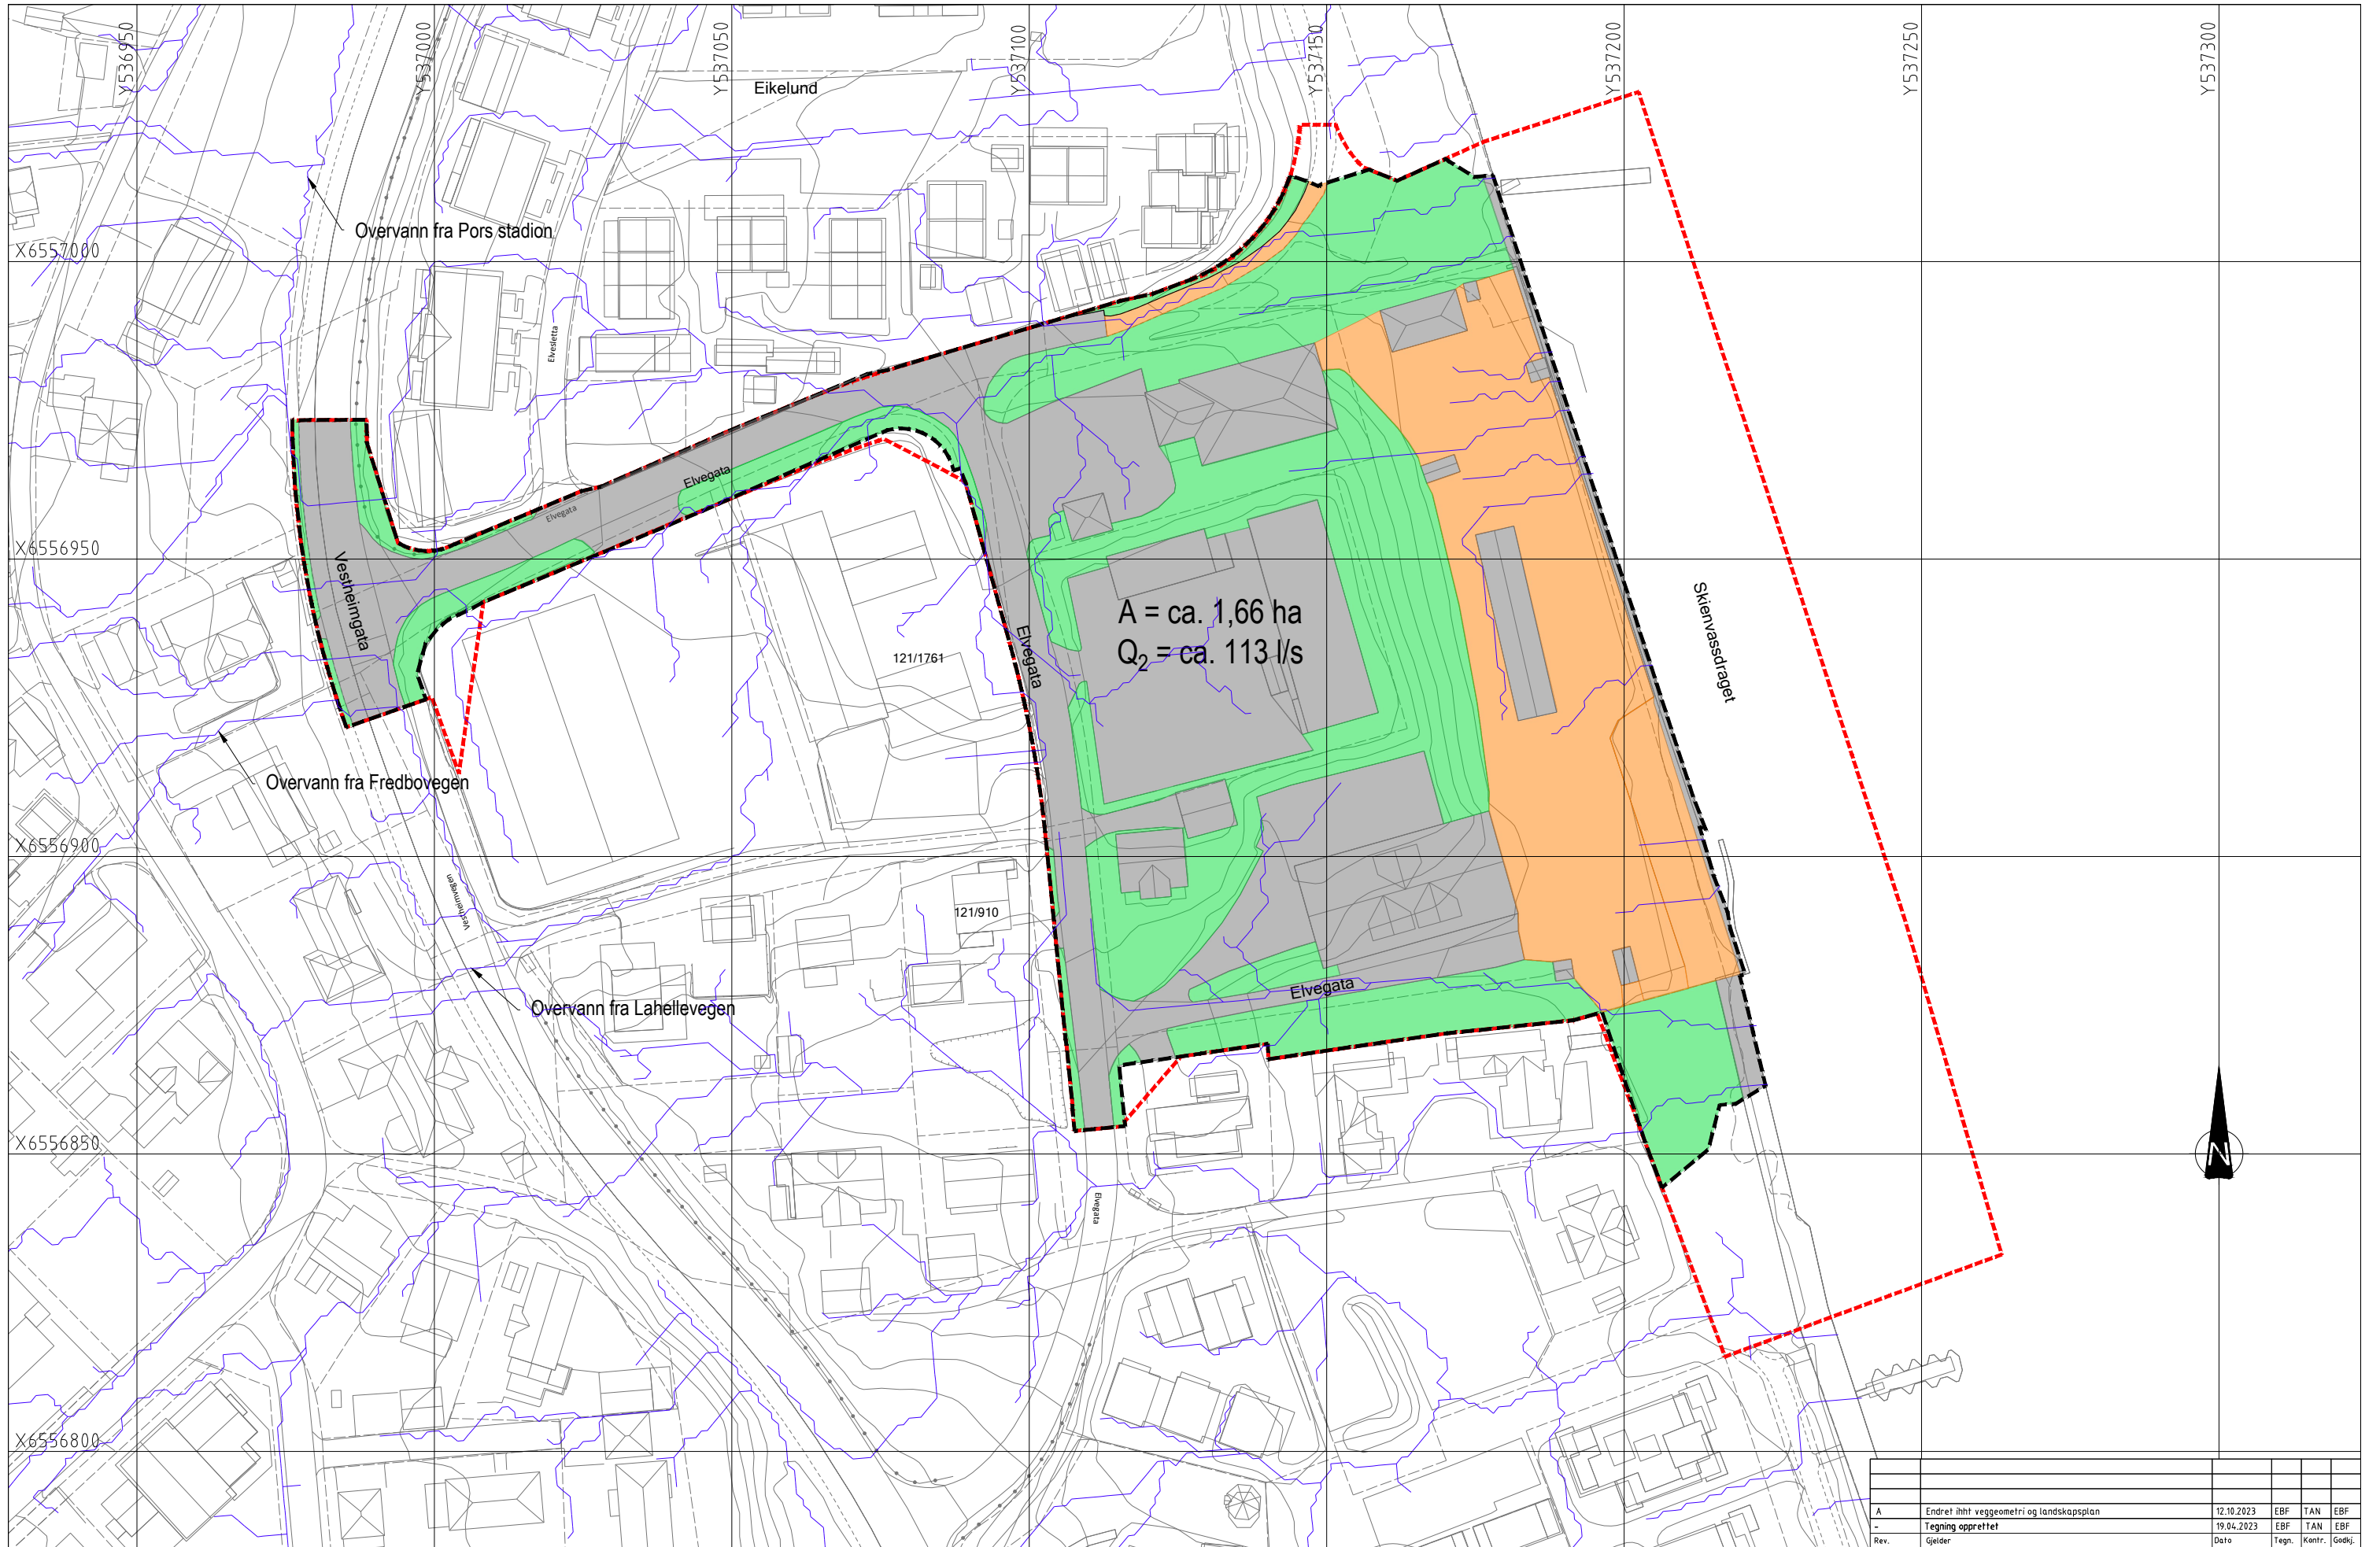 Y536950
Y537000
Y537050
Y537100
Y537150
Y537200
Y537250
Y537300
Eikelund
Overvann fra Pors stadion
X6557000
Elvesletta
Elvegata
Elvegata
X6556950
Vestheimgata
A = ca. 1,66 ha
Q2 = ca. 113 l/s
Elvegata
121/1761
Skienvassdraget
Overvann fra Fredbovegen
X6556900
Vestheimvegen
121/910
Elvegata
Overvann fra Lahellevegen
X6556850
N
Elvegata
X6556800
A Endret ihht veggeometri og landskapsplan 12.10.2023 EBF TAN EBF
- Tegning opprettet 19.04.2023 EBF TAN EBF
Rev. Gjelder Dato Tegn. Kontr. Godkj.